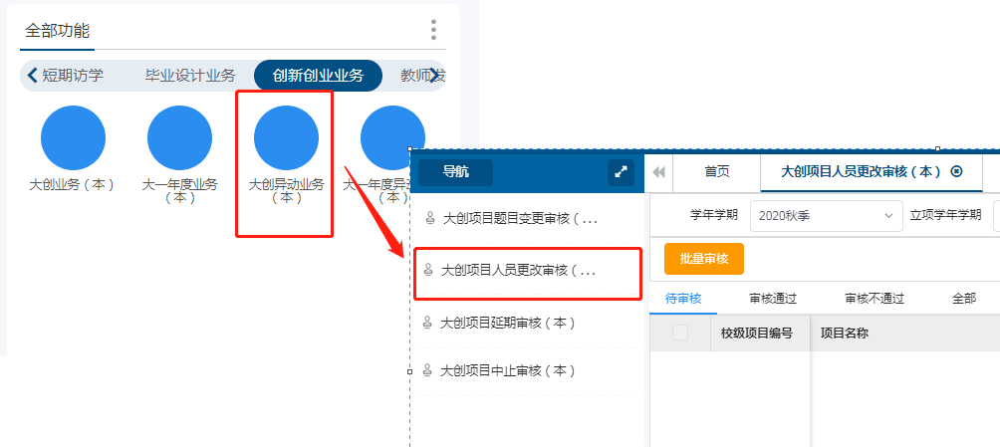 全部功能
短期访学
毕业设计业务
创新创业业务
教师发
大创业务（本）
大一年度业务
（本）
大创异动业务
（本）
大一年度异
（本）
导航
首页
大创项目人员更改审核（本）
大创项目题目变更审核（...
大创项目人员更改审核（...
大创项目延期审核（本）
大创项目中止审核（本）
学年学期
2020秋季
立项学年学期
批量审核
待审核
审核通过
审核不通过
全部
校级项目编号
项目名称